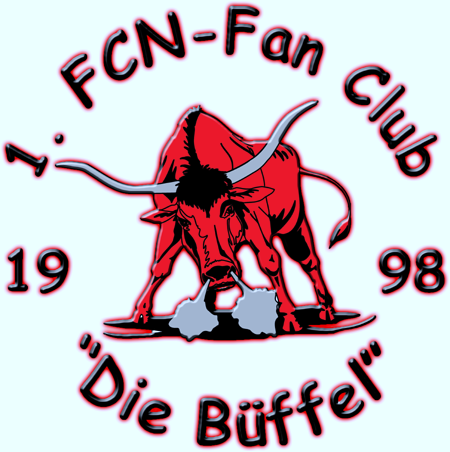 1. FCN-Fan Club
19 98
"Die Büffel"